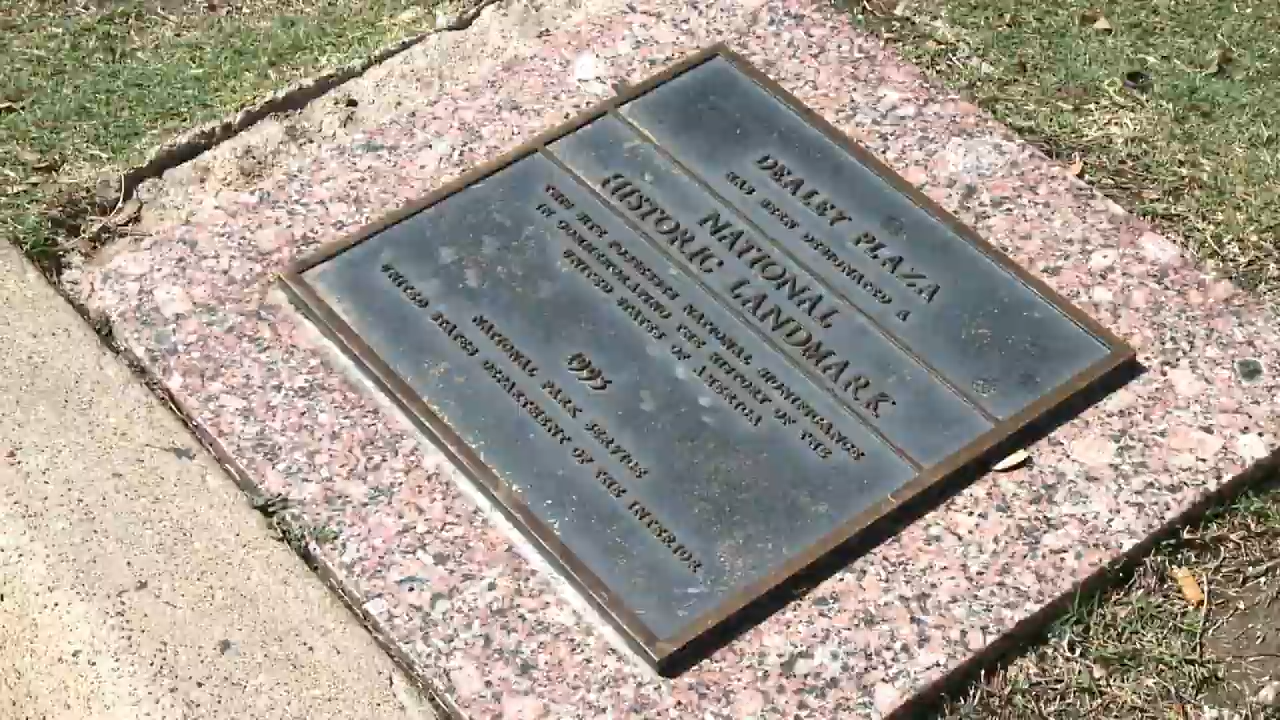 DEALEY PLAZA
HAS BEEN DESIGNATED A
NATIONAL
HISTORIC LANDMARK
THIS SITE POSSESSES NATIONAL SIGNIFICANCE
IN COMMEMORATING THE HISTORY OF THE
UNITED STATES OF AMERICA
1993
NATIONAL PARK SERVICE
UNITED STATES DEPARTMENT OF THE INTERIOR